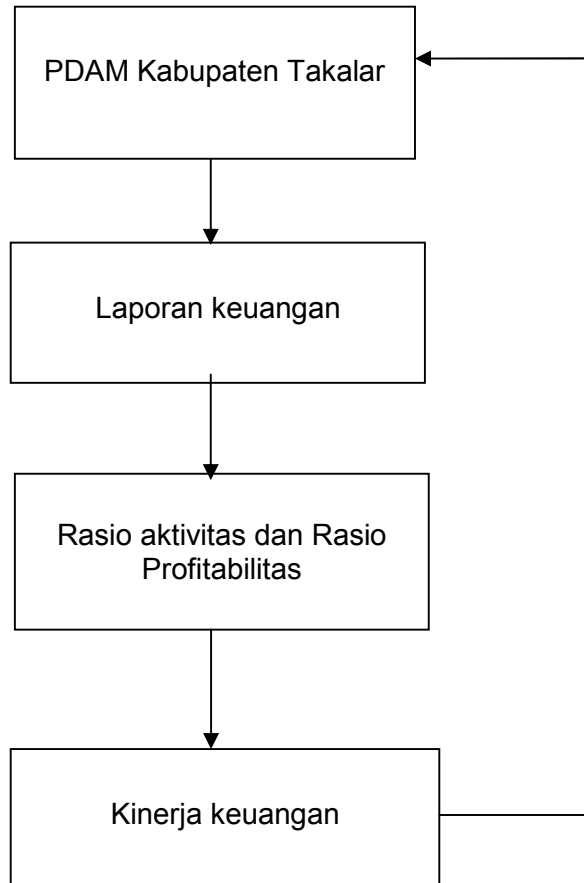 PDAM Kabupaten Takalar
Laporan keuangan
Rasio aktivitas dan Rasio
Profitabilitas
Kinerja keuangan